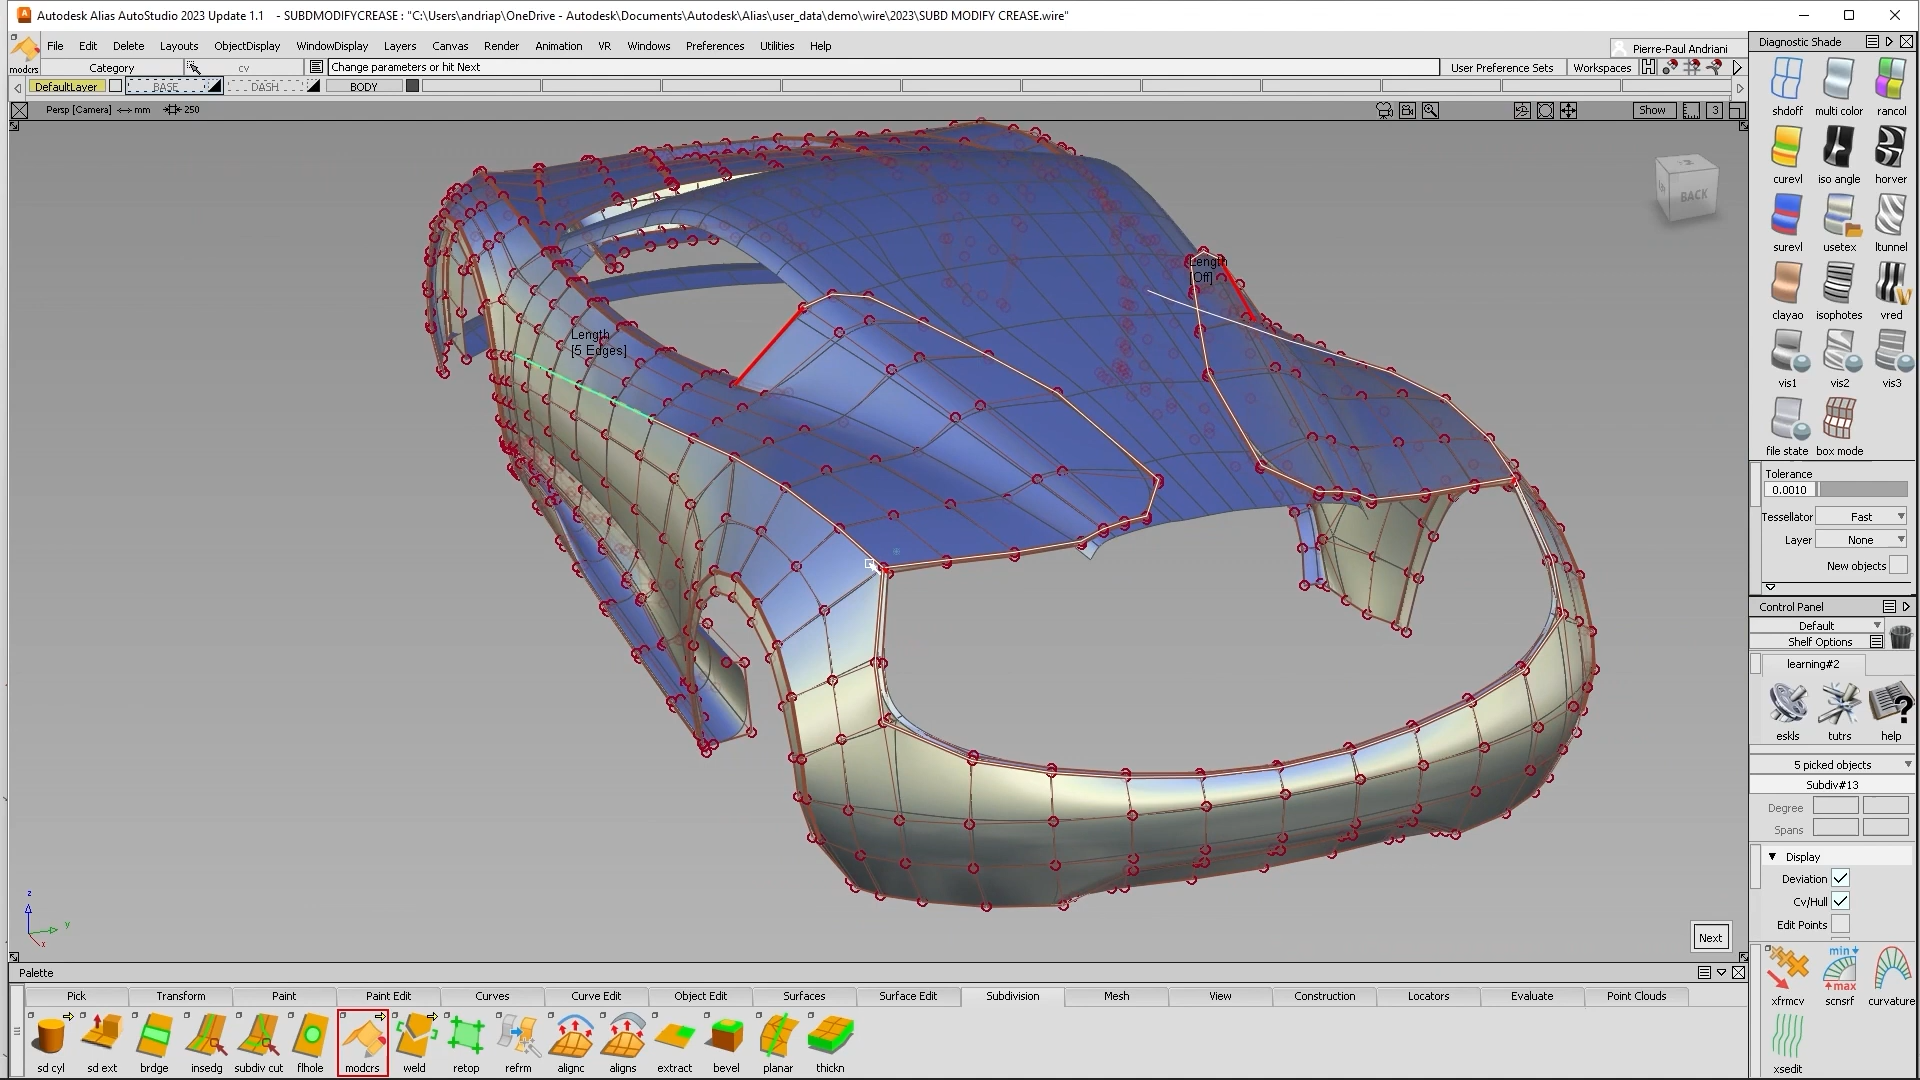 Autodesk Alias AutoStudio 2023 Update 1.1 - SUBDMODIFYCREASE : "C:\Users\andriap\OneDrive - Autodesk\Documents\Autodesk\Alias\user_data\demo\wire\2023\SUBD MODIFY CREASE.wire"
File Edit Delete Layouts ObjectDisplay WindowDisplay Layers Canvas Render Animation VR Windows Preferences Utilities Help
Pierre-Paul Andriani
modcrs
Category cv Change parameters or hit Next
User Preference Sets Workspaces
DefaultLayer BASE DASH BODY
Persp [Camera] mm 250
Show 3
BACK
Length
[Off]
Length
[5 Edges]
z
y
x
Next
Diagnostic Shade
shdoff multi color rancol
curevl iso angle horver
surevl usetex ltunnel
clayao isophotes vred
vis1 vis2 vis3
file state box mode
Tolerance
0.0010
Tessellator Fast
Layer None
New objects
Control Panel
Default
Shelf Options
learning#2
eskls tutrs help
5 picked objects
Subdiv#13
Degree
Spans
Display
Deviation
Cv/Hull
Edit Points
min
max
xfrmcv scnsrf curvature
xsedit
Palette
Pick Transform Paint Paint Edit Curves Curve Edit Object Edit Surfaces Surface Edit Subdivision Mesh View Construction Locators Evaluate Point Clouds
sd cyl sd ext brdge insedg subdiv cut flhole modcrs weld retop refrm alignc aligns extract bevel planar thickn